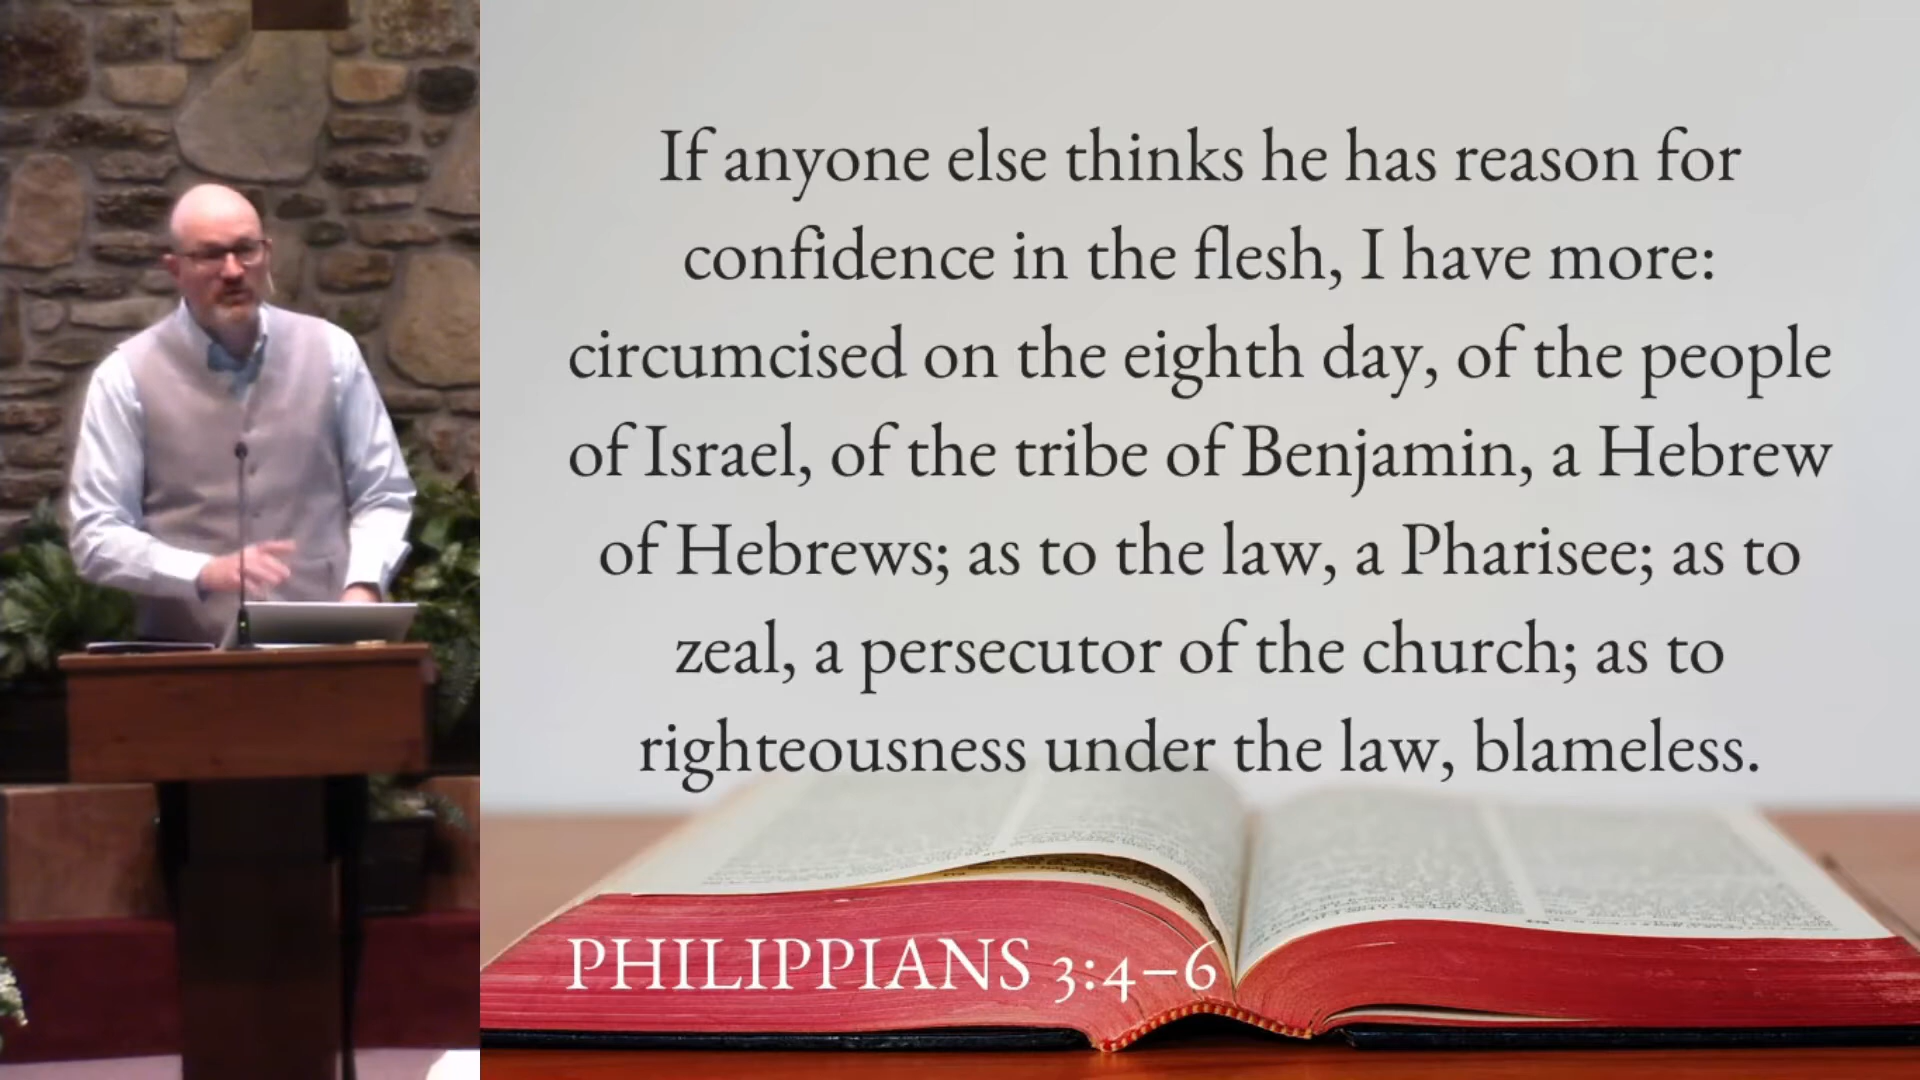 If anyone else thinks he has reason for
confidence in the flesh, I have more:
circumcised on the eighth day, of the people
of Israel, of the tribe of Benjamin, a Hebrew
of Hebrews; as to the law, a Pharisee; as to
zeal, a persecutor of the church; as to
righteousness under the law, blameless.
PHILIPPIANS 3:4–6